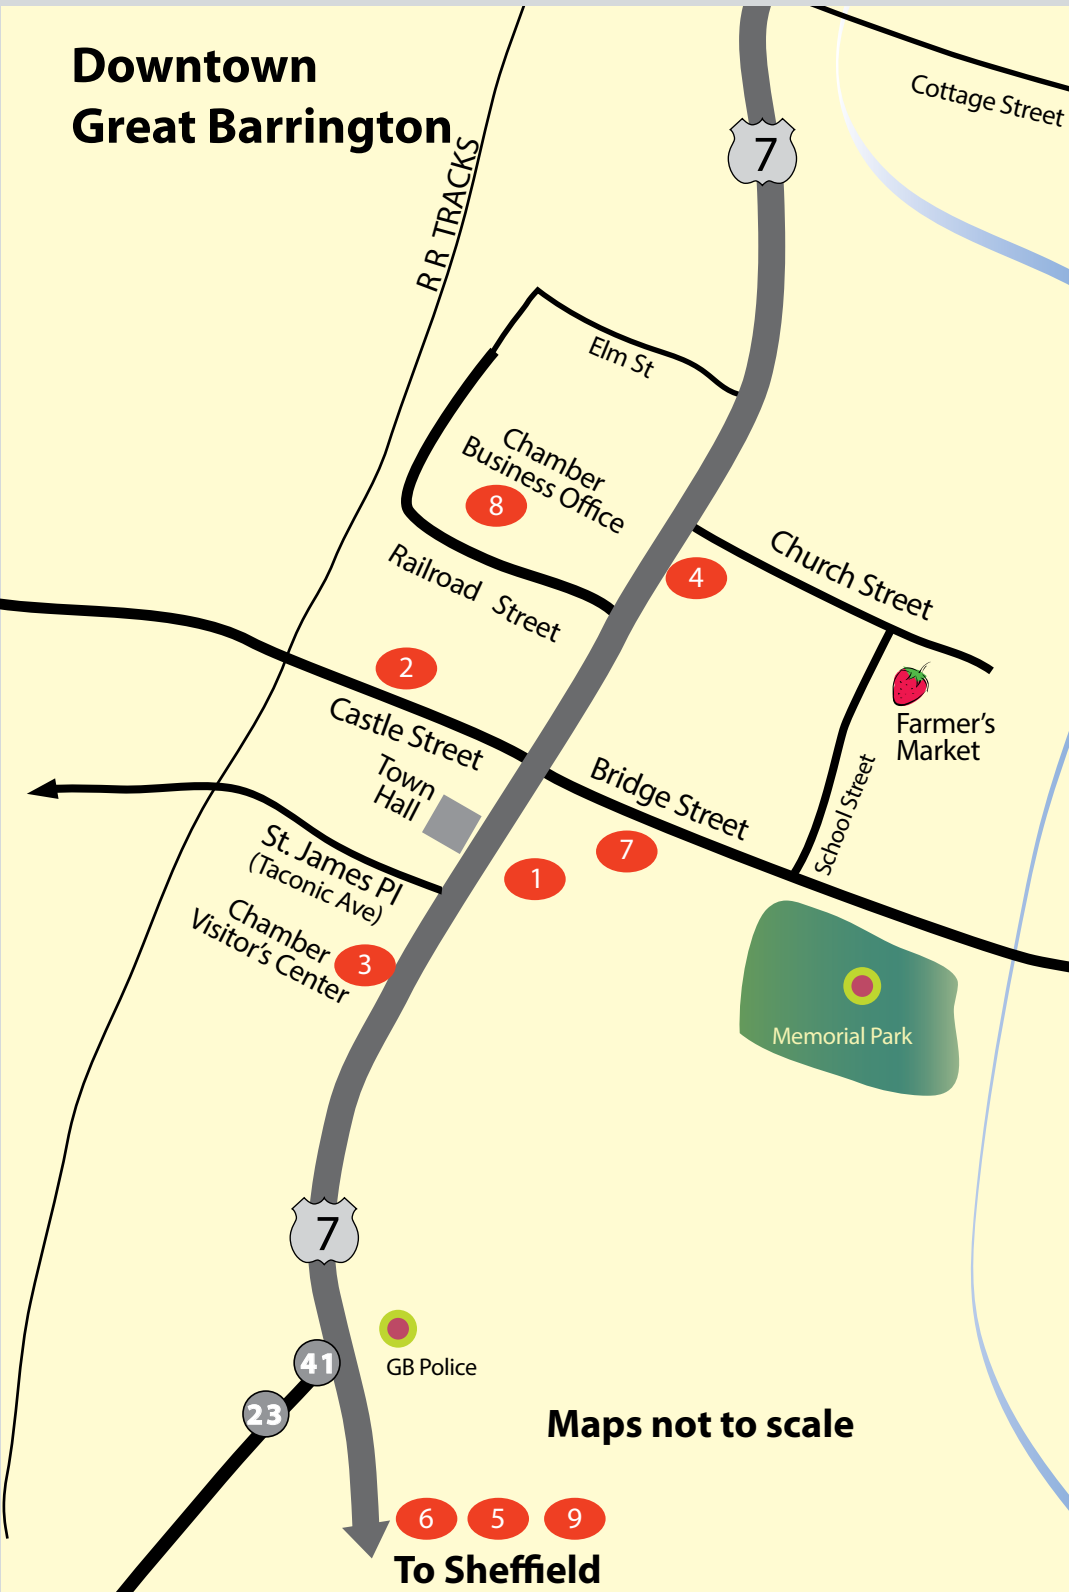 Downtown
Great Barrington
Cottage Street
7
R R TRACKS
Elm St
Chamber
Business Office
8
Church Street
4
Railroad Street
2
Castle Street
Farmer's
Market
Town
Hall
Bridge Street
School Street
7
1
St. James Pl
(Taconic Ave)
Chamber
Visitor's Center
3
Memorial Park
7
41
GB Police
23
Maps not to scale
6 5 9
To Sheffield